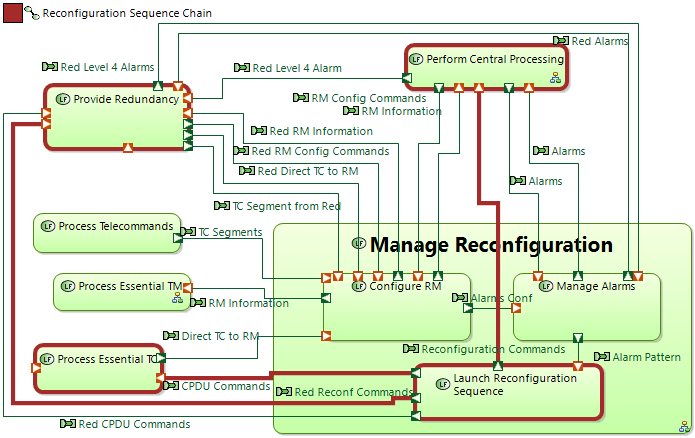 Reconfiguration Sequence Chain
Red Alarms
Perform Central Processing
Red Level 4 Alarms
Red Level 4 Alarm
Provide Redundancy
RM Config Commands
RM Information
Red RM Information
Red RM Config Commands
Alarms
Red Direct TC to RM
Alarms
TC Segment from Red
Process Telecommands
TC Segments
Manage Reconfiguration
Process Essential TM
Configure RM
Manage Alarms
RM Information
Alarms Conf
Direct TC to RM
Reconfiguration Commands
Process Essential TC
Alarm Pattern
CPDU Commands
Red Reconf Commands
Launch Reconfiguration
Sequence
Red CPDU Commands